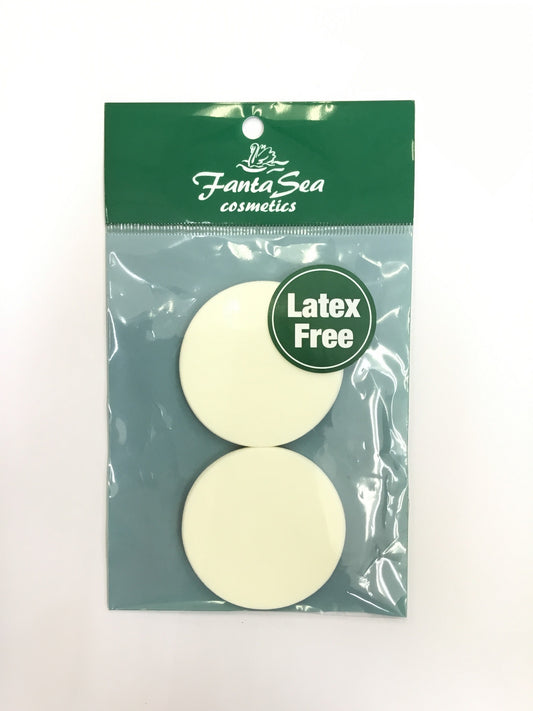 Fanta Sea
cosmetics
Latex
Free